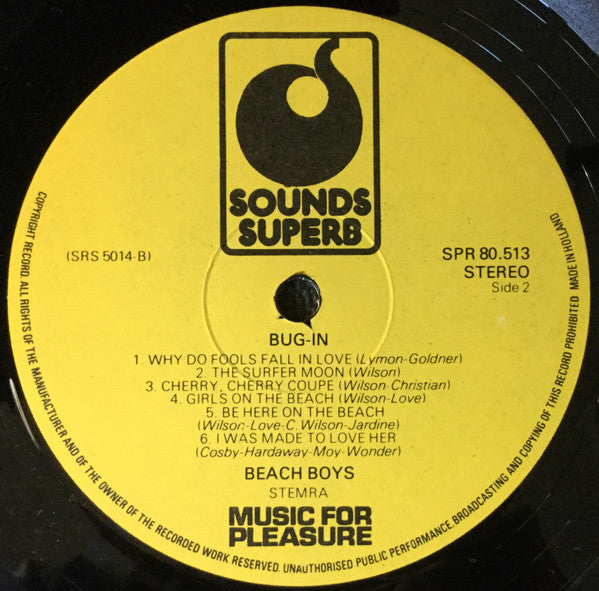 SOUNDS
SUPERB
(SRS 5014-B)
SPR 80.513
STEREO
Side 2
BUG-IN
1. WHY DO FOOLS FALL IN LOVE (Lymon-Goldner)
2. THE SURFER MOON (Wilson)
3. CHERRY, CHERRY COUPE (Wilson-Christian)
4. GIRLS ON THE BEACH (Wilson-Love)
5. BE HERE ON THE BEACH
(Wilson-Love-C. Wilson-Jardine)
6. I WAS MADE TO LOVE HER
(Cosby-Hardaway-Moy-Wonder)
BEACH BOYS
STEMRA
MUSIC FOR
PLEASURE
COPYRIGHT RECORD. ALL RIGHTS OF THE MANUFACTURER AND OF THE OWNER OF THE RECORDED WORK RESERVED. UNAUTHORISED PUBLIC PERFORMANCE, BROADCASTING AND COPYING OF THIS RECORD PROHIBITED MADE IN HOLLAND